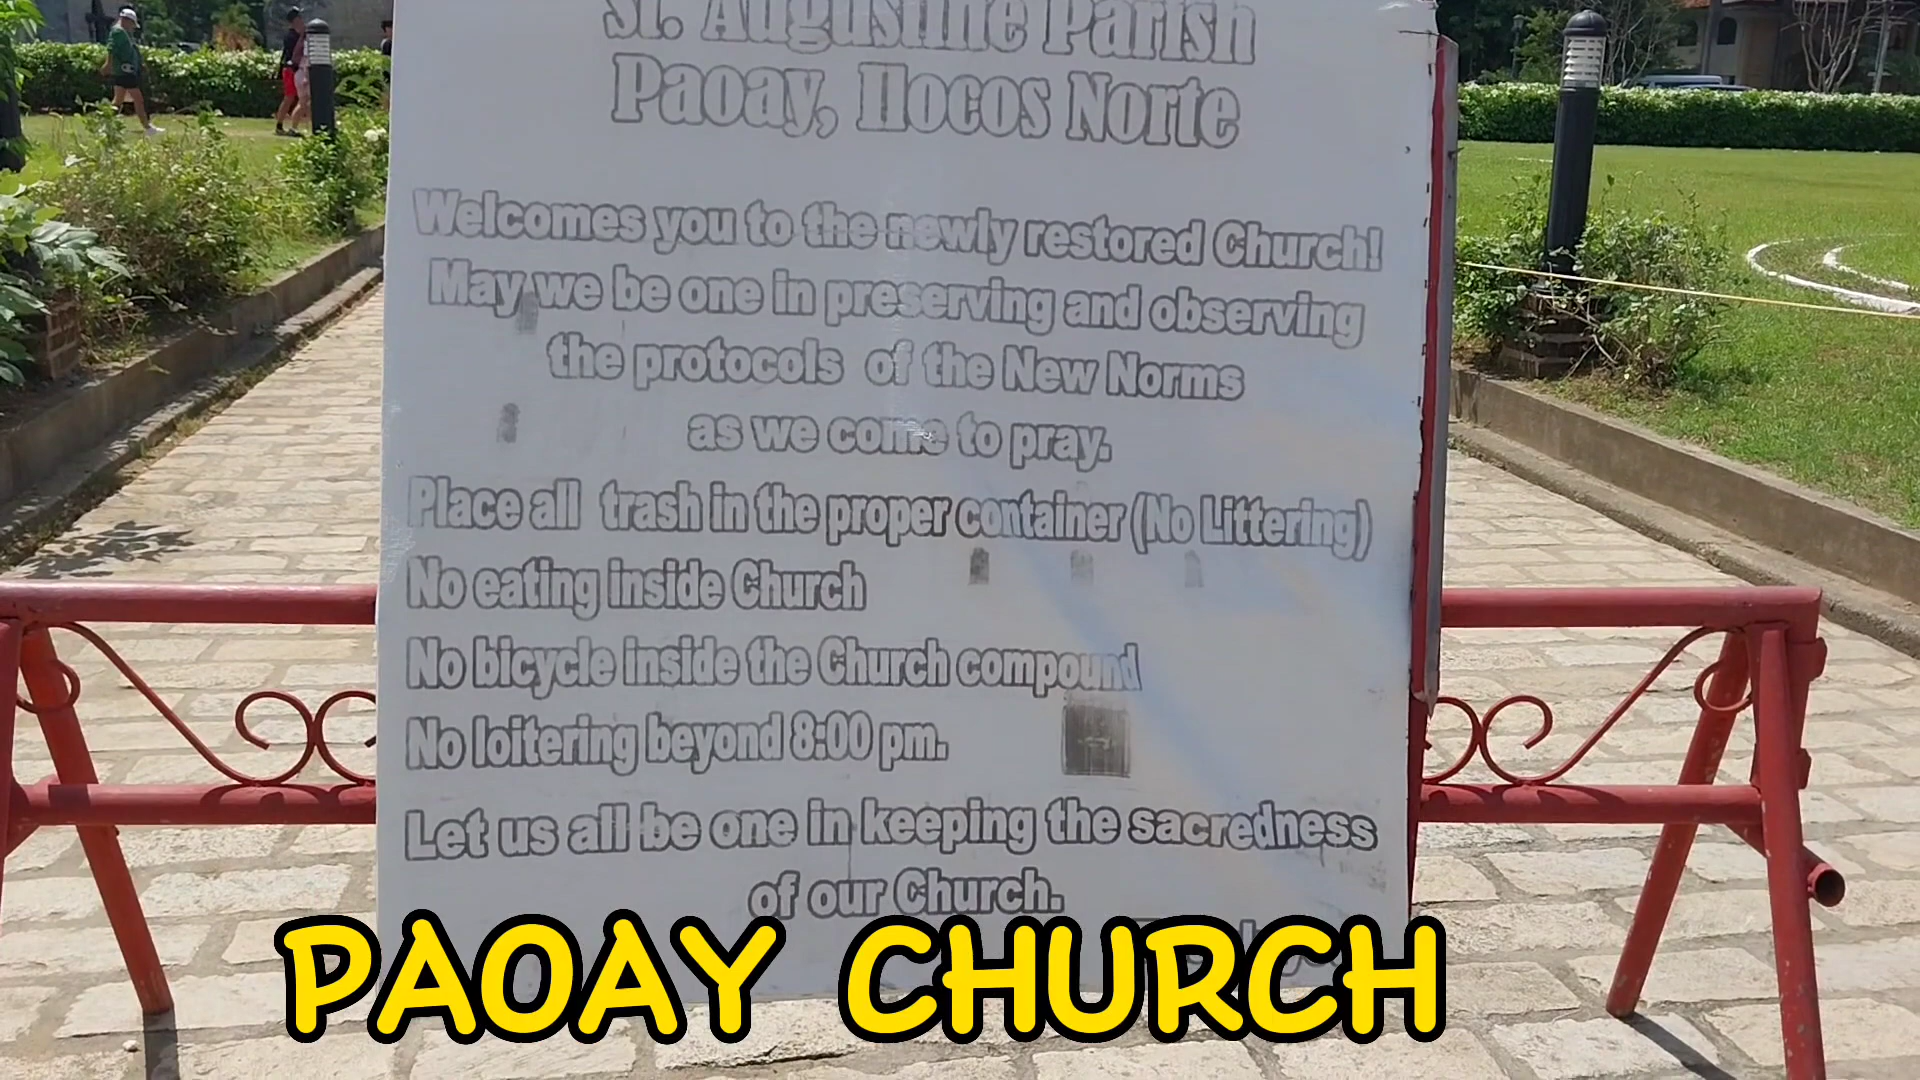 St. Augustine Parish
Paoay, Ilocos Norte
Welcomes you to the newly restored Church!
May we be one in preserving and observing
the protocols of the New Norms
as we come to pray.
Place all trash in the proper container (No Littering)
No eating inside Church
No bicycle inside the Church compound
No loitering beyond 8:00 pm.
Let us all be one in keeping the sacredness
of our Church.
PAOAY CHURCH